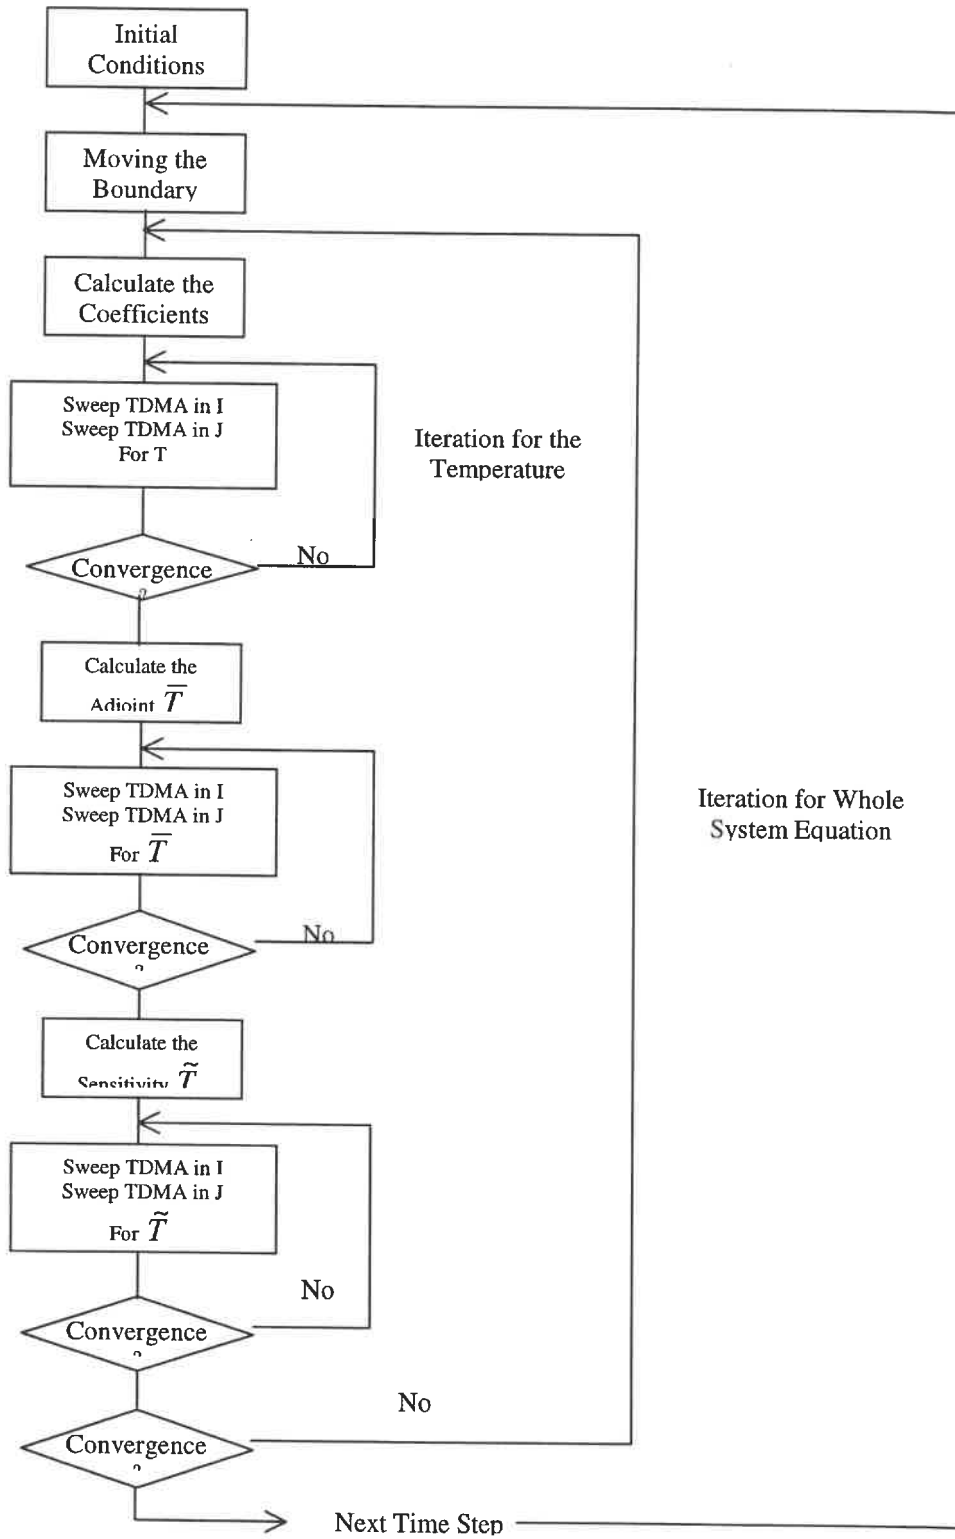 Initial
Conditions
Moving the
Boundary
Calculate the
Coefficients
Sweep TDMA in I
Sweep TDMA in J
For T
Iteration for the
Temperature
No
Convergence
?
Calculate the
Adjoint T̅
Sweep TDMA in I
Sweep TDMA in J
For T̅
Iteration for Whole
System Equation
No
Convergence
?
Calculate the
Sensitivity T̃
Sweep TDMA in I
Sweep TDMA in J
For T̃
No
Convergence
?
No
Convergence
?
Next Time Step